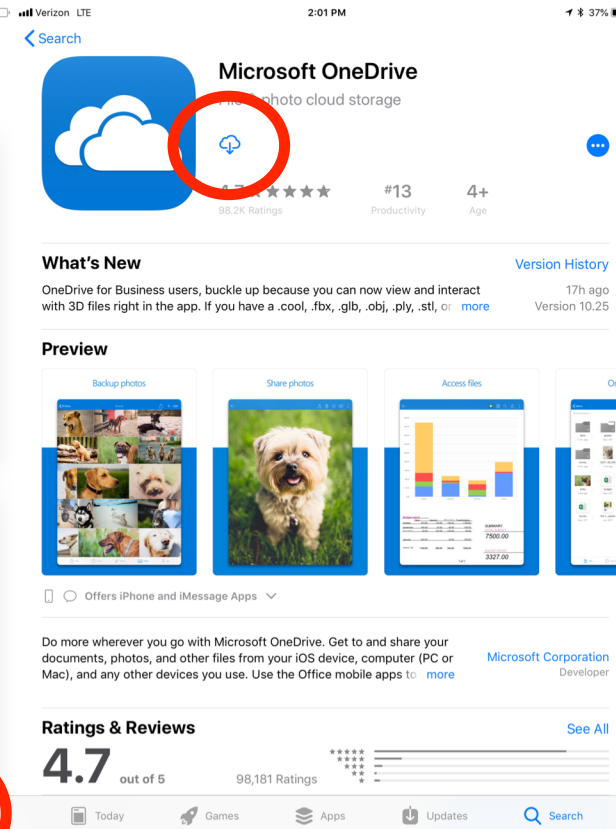 Verizon LTE 2:01 PM 37%
Search
Microsoft OneDrive
photo cloud storage
4.7
98.2K Ratings
#13
Productivity
4+
Age
What's New
Version History
OneDrive for Business users, buckle up because you can now view and interact
with 3D files right in the app. If you have a .cool, .fbx, .glb, .obj, .ply, .stl, or more
17h ago
Version 10.25
Preview
Backup photos
Share photos
Access files
SUMMARY
7500.00
3327.00
Offers iPhone and iMessage Apps
Do more wherever you go with Microsoft OneDrive. Get to and share your
documents, photos, and other files from your iOS device, computer (PC or
Mac), and any other devices you use. Use the Office mobile apps to more
Microsoft Corporation
Developer
Ratings & Reviews
See All
4.7 out of 5
98,181 Ratings
Today
Games
Apps
Updates
Search